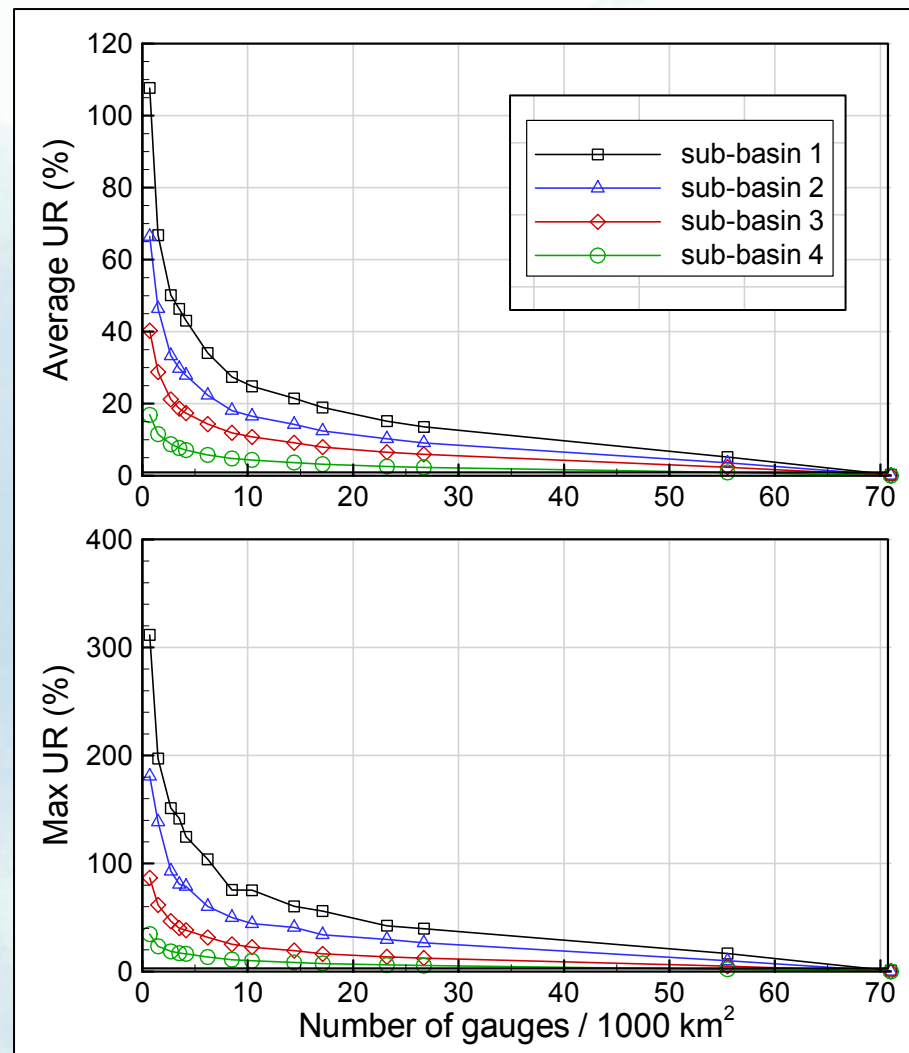 120
100
80
60
40
20
0
Average UR (%)
sub-basin 1
sub-basin 2
sub-basin 3
sub-basin 4
0 10 20 30 40 50 60 70
400
300
200
100
0
Max UR (%)
0 10 20 30 40 50 60 70
Number of gauges / 1000 km²